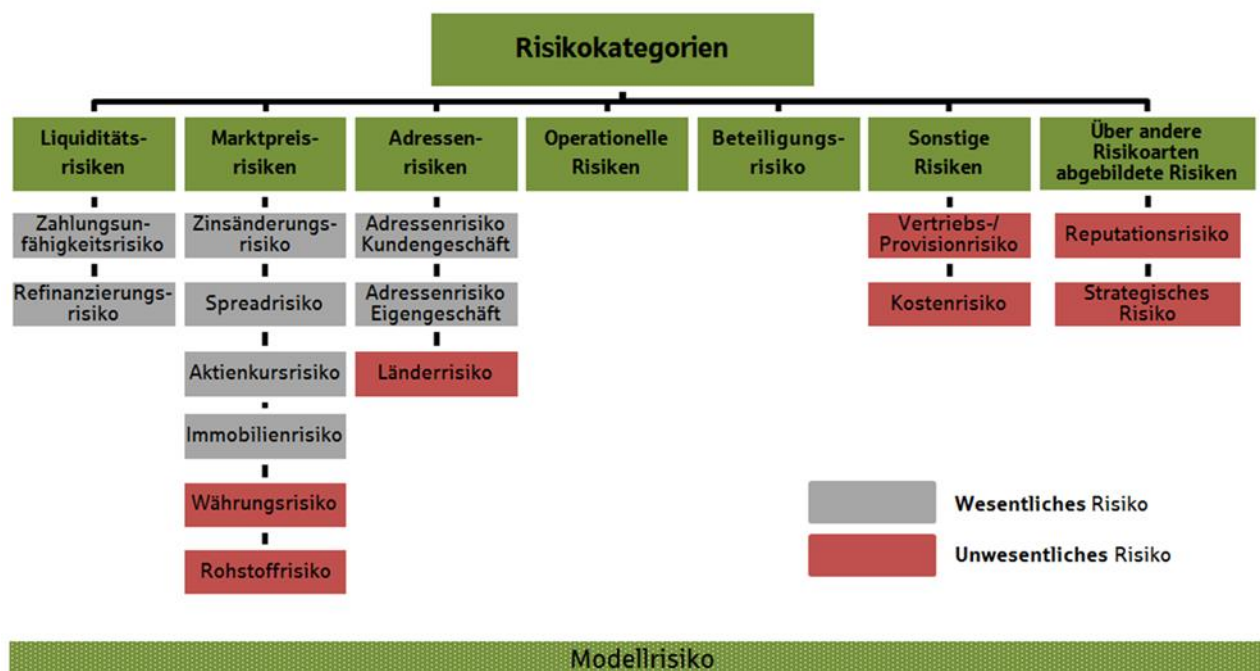 Risikokategorien
Liquiditäts-
risiken
Marktpreis-
risiken
Adressen-
risiken
Operationelle
Risiken
Beteiligungs-
risiko
Sonstige
Risiken
Über andere
Risikoarten
abgebildete Risiken
Zahlungsun-
fähigkeitsrisiko
Refinanzierungs-
risiko
Zinsänderungs-
risiko
Spreadrisiko
Aktienkursrisiko
Immobilienrisiko
Währungsrisiko
Rohstoffrisiko
Adressenrisiko
Kundengeschäft
Adressenrisiko
Eigengeschäft
Länderrisiko
Vertriebs-/
Provisionrisiko
Kostenrisiko
Reputationsrisiko
Strategisches
Risiko
Wesentliches Risiko
Unwesentliches Risiko
Modellrisiko